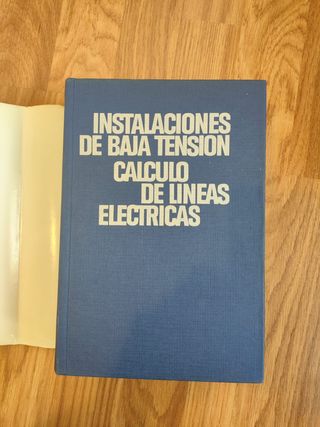 INSTALACIONES
DE BAJA TENSION
CALCULO
DE LINEAS
ELECTRICAS